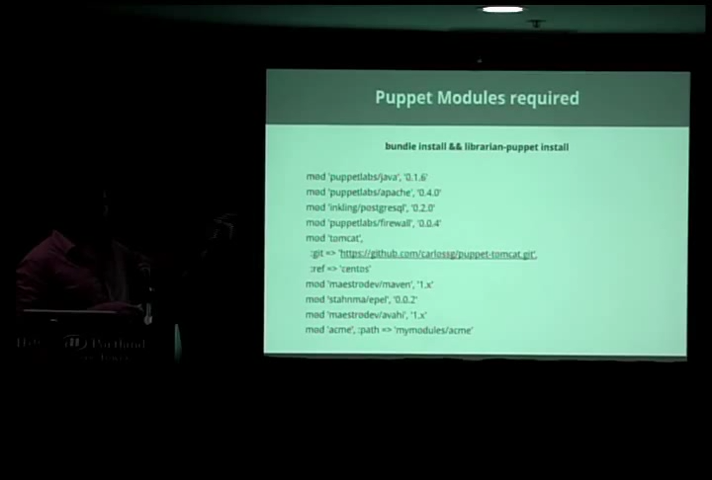 Puppet Modules required
bundle install && librarian-puppet install
mod 'puppetlabs/java', '0.1.6'
mod 'puppetlabs/apache', '0.4.0'
mod 'inkling/postgresql', '0.2.0'
mod 'puppetlabs/firewall', '0.0.4'
mod 'tomcat',
:git => 'https://github.com/carlossg/puppet-tomcat.git',
:ref => 'centos'
mod 'maestrodev/maven', '1.x'
mod 'stahnma/epel', '0.0.2'
mod 'maestrodev/avahi', '1.x'
mod 'acme', :path => 'mymodules/acme'
Portland